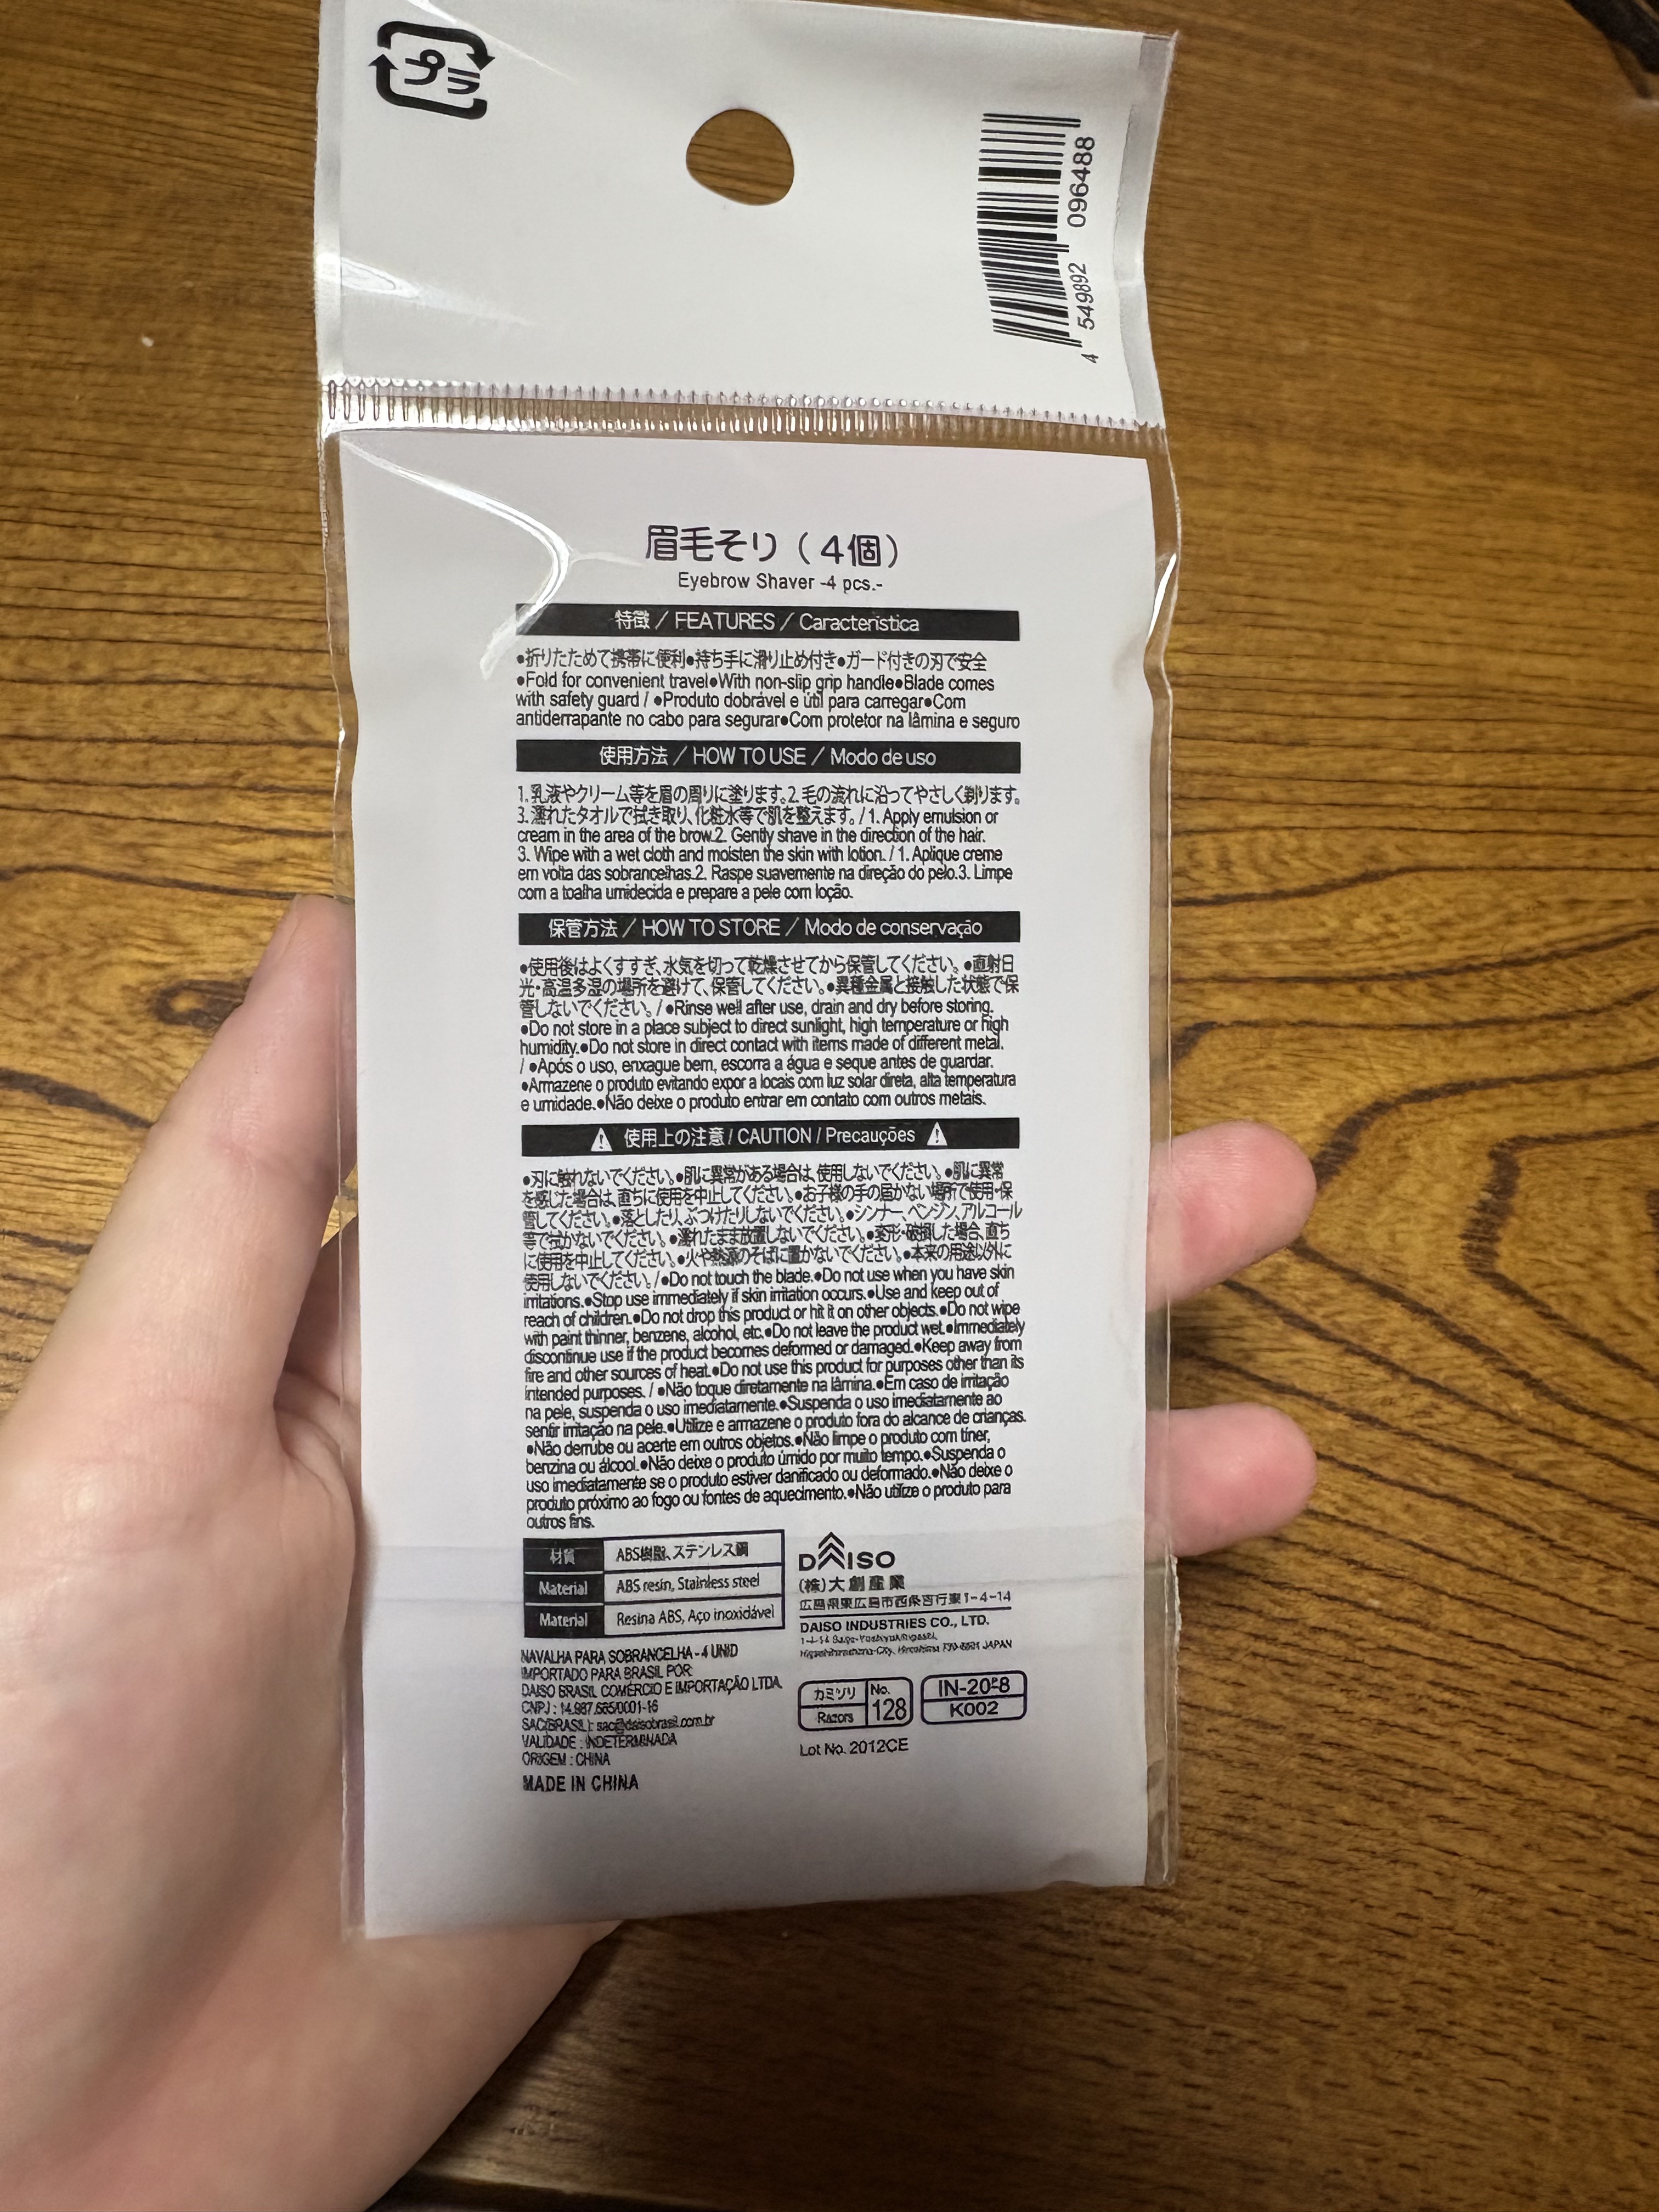 プラ
4 549892 096488
眉毛そり（4個）
Eyebrow Shaver -4 pcs.-
特徴 / FEATURES / Característica
●折りたためて携帯に便利●持ち手に滑り止め付き●ガード付きの刃で安全
●Fold for convenient travel●With non-slip grip handle●Blade comes
with safety guard / ●Produto dobrável e útil para carregar●Com
antiderrapante no cabo para segurar●Com protetor na lâmina e seguro
使用方法 / HOW TO USE / Modo de uso
1.乳液やクリーム等を眉の周りに塗ります。2.毛の流れに沿ってやさしく剃ります。
3.濡れたタオルで拭き取り、化粧水等で肌を整えます。/ 1. Apply emulsion or
cream in the area of the brow.2. Gently shave in the direction of the hair.
3. Wipe with a wet cloth and moisten the skin with lotion. / 1. Aplique creme
em volta das sobrancelhas.2. Raspe suavemente na direção do pelo.3. Limpe
com a toalha umidecida e prepare a pele com loção.
保管方法 / HOW TO STORE / Modo de conservação
●使用後はよくすすぎ、水気を切って乾燥させてから保管してください。●直射日
光・高温多湿の場所を避けて、保管してください。●異種金属と接触した状態で保
管しないでください。/ ●Rinse well after use, drain and dry before storing.
●Do not store in a place subject to direct sunlight, high temperature or high
humidity.●Do not store in direct contact with items made of different metal.
/ ●Após o uso, enxague bem, escorra a água e seque antes de guardar.
●Armazene o produto evitando expor a locais com luz solar direta, alta temperatura
e umidade.●Não deixe o produto entrar em contato com outros metais.
使用上の注意 / CAUTION / Precauções
●刃に触れないでください。●肌に異常がある場合は、使用しないでください。●肌に異常
を感じた場合は、直ちに使用を中止してください。●お子様の手の届かない場所で使用・保
管してください。●落としたり、ぶつけたりしないでください。●シンナー、ベンジン、アルコール
等で拭かないでください。●濡れたまま放置しないでください。●変形・破損した場合、直ち
に使用を中止してください。●火や熱源のそばに置かないでください。●本来の用途以外に
使用しないでください。/ ●Do not touch the blade.●Do not use when you have skin
irritations.●Stop use immediately if skin irritation occurs.●Use and keep out of
reach of children.●Do not drop this product or hit it on other objects.●Do not wipe
with paint thinner, benzene, alcohol, etc.●Do not leave the product wet.●Immediately
discontinue use if the product becomes deformed or damaged.●Keep away from
fire and other sources of heat.●Do not use this product for purposes other than its
intended purposes. / ●Não toque diretamente na lâmina.●Em caso de irritação
na pele, suspenda o uso imediatamente.●Suspenda o uso imediatamente ao
sentir irritação na pele.●Utilize e armazene o produto fora do alcance de crianças.
●Não derrube ou acerte em outros objetos.●Não limpe o produto com tíner,
benzina ou álcool.●Não deixe o produto úmido por muito tempo.●Suspenda o
uso imediatamente se o produto estiver danificado ou deformado.●Não deixe o
produto próximo ao fogo ou fontes de aquecimento.●Não utilize o produto para
outros fins.
材質 ABS樹脂、ステンレス鋼
Material ABS resin, Stainless steel
Material Resina ABS, Aço inoxidável
NAVALHA PARA SOBRANCELHA - 4 UNID
IMPORTADO PARA BRASIL POR:
DAISO BRASIL COMÉRCIO E IMPORTAÇÃO LTDA.
CNPJ : 14.987.665/0001-16
SAC(BRASIL): sac@daisobrasil.com.br
VALIDADE : INDETERMINADA
ORIGEM : CHINA
MADE IN CHINA
DAISO
(株)大創産業
広島県東広島市西条吉行東1-4-14
DAISO INDUSTRIES CO., LTD.
Higashihiroshima-City, Hiroshima JAPAN
カミソリ No.
Razors 128
K002
Lot No. 2012CE